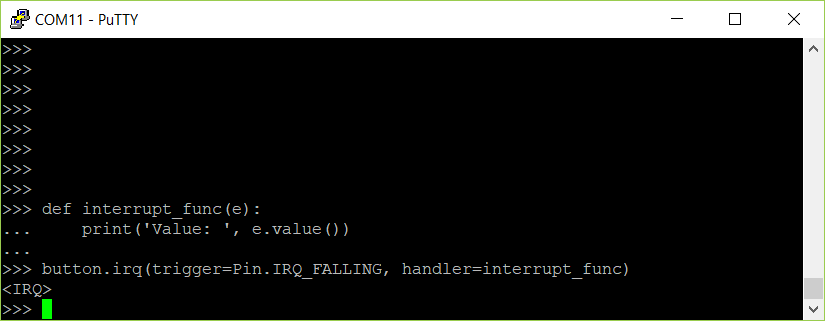 COM11 - PuTTY
>>>
>>>
>>>
>>>
>>>
>>>
>>>
>>>
>>> def interrupt_func(e):
...     print('Value: ', e.value())
...
>>> button.irq(trigger=Pin.IRQ_FALLING, handler=interrupt_func)
<IRQ>
>>>